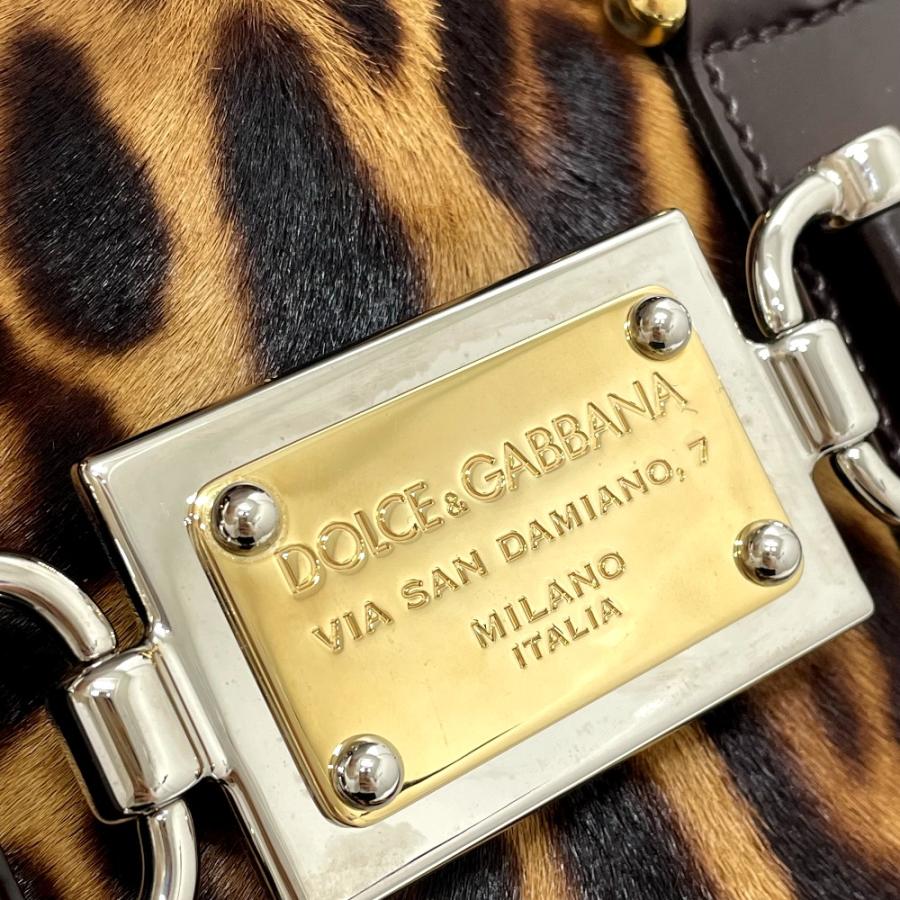 DOLCE&GABBANA
VIA SAN DAMIANO, 7
MILANO
ITALIA